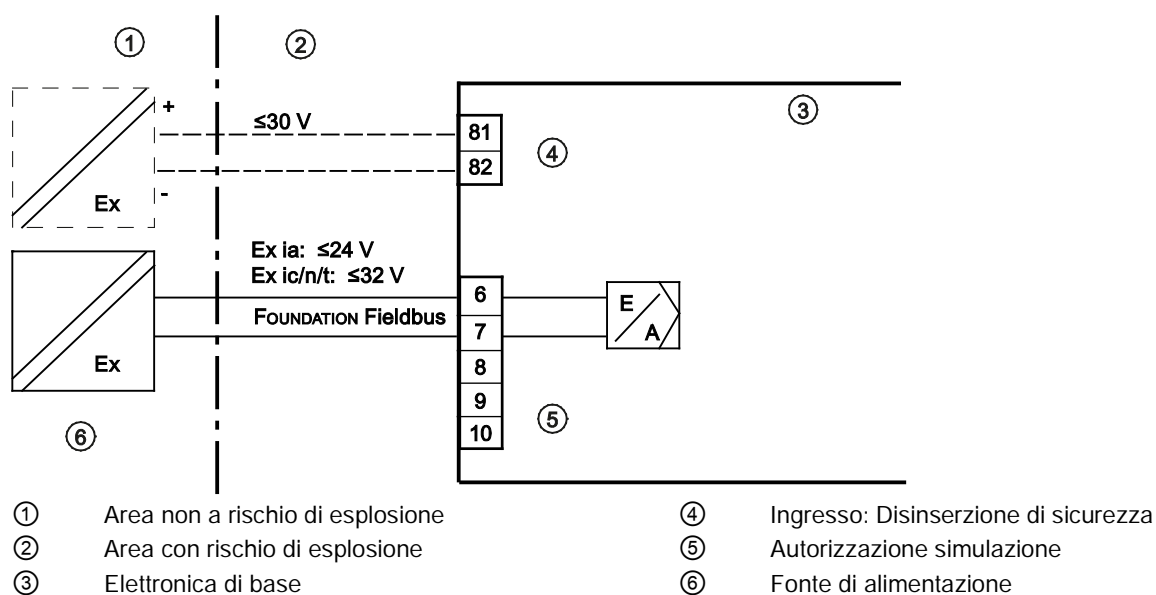 ① ②
③
+
≤30 V
81
④
82
-
Ex
Ex ia: ≤24 V
Ex ic/n/t: ≤32 V
6
E
FOUNDATION Fieldbus
7
A
Ex
8
9
⑤
10
⑥
① Area non a rischio di esplosione ④ Ingresso: Disinserzione di sicurezza
② Area con rischio di esplosione ⑤ Autorizzazione simulazione
③ Elettronica di base ⑥ Fonte di alimentazione